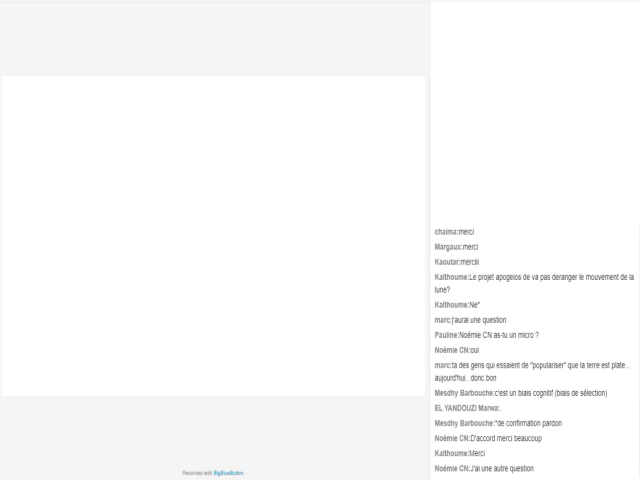 chaima:merci
Margaux:merci
Kaoutar:merciii
Kalthoume:Le projet apogeios de va pas deranger le mouvement de la
lune?
Kalthoume:Ne*
marc:j'aurai une question
Pauline:Noémie CN as-tu un micro ?
Noémie CN:oui
marc:ta des gens qui essaient de "populariser" que la terre est plate...
aujourd'hui . donc bon
Mesdhy Barbouche:c'est un biais cognitif (biais de sélection)
EL YANDOUZI Marwa:.
Mesdhy Barbouche:*de confirmation pardon
Noémie CN:D'accord merci beaucoup
Kalthoume:Merci
Noémie CN:J'ai une autre question
Recorded with BigBlueButton.